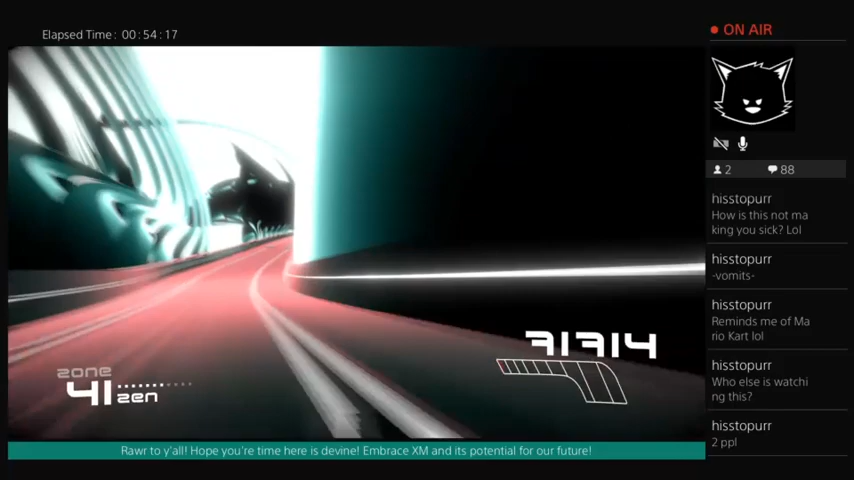 Elapsed Time: 00:54:17
ON AIR
2
88
hisstopurr
How is this not ma
king you sick? Lol
hisstopurr
-vomits-
hisstopurr
Reminds me of Ma
rio Kart lol
hisstopurr
Who else is watchi
ng this?
hisstopurr
2 ppl
31314
zone
41 zen
Rawr to y'all! Hope you're time here is devine! Embrace XM and its potential for our future!